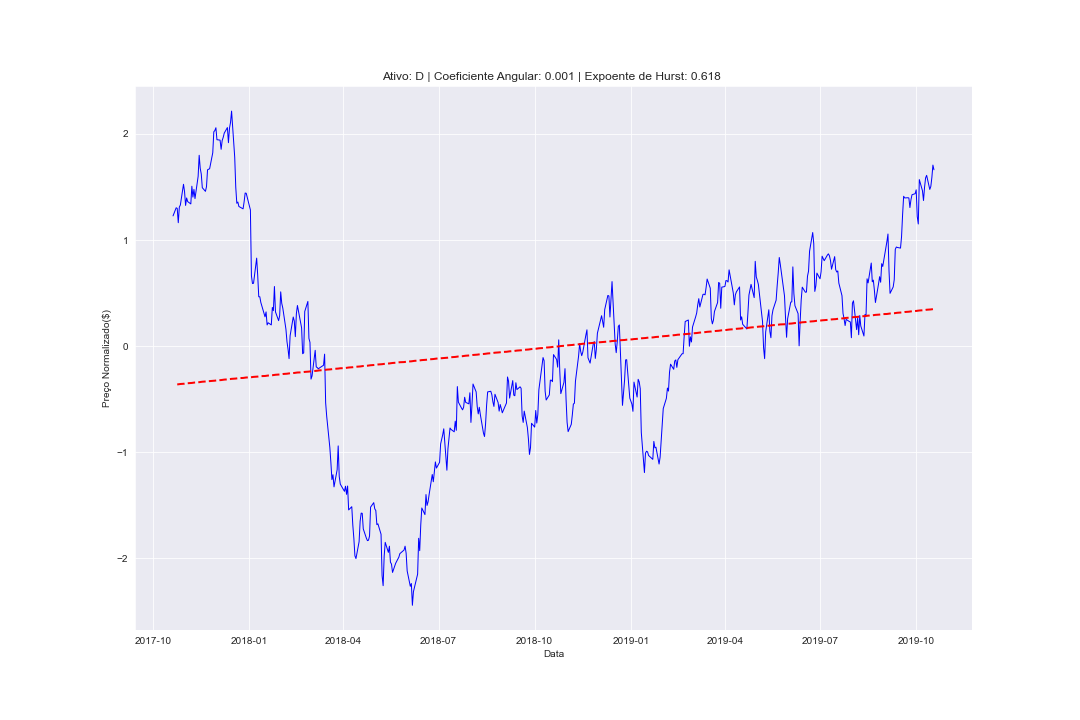 Ativo: D | Coeficiente Angular: 0.001 | Expoente de Hurst: 0.618
Preço Normalizado($)
2
1
0
−1
−2
2017-10 2018-01 2018-04 2018-07 2018-10 2019-01 2019-04 2019-07 2019-10
Data